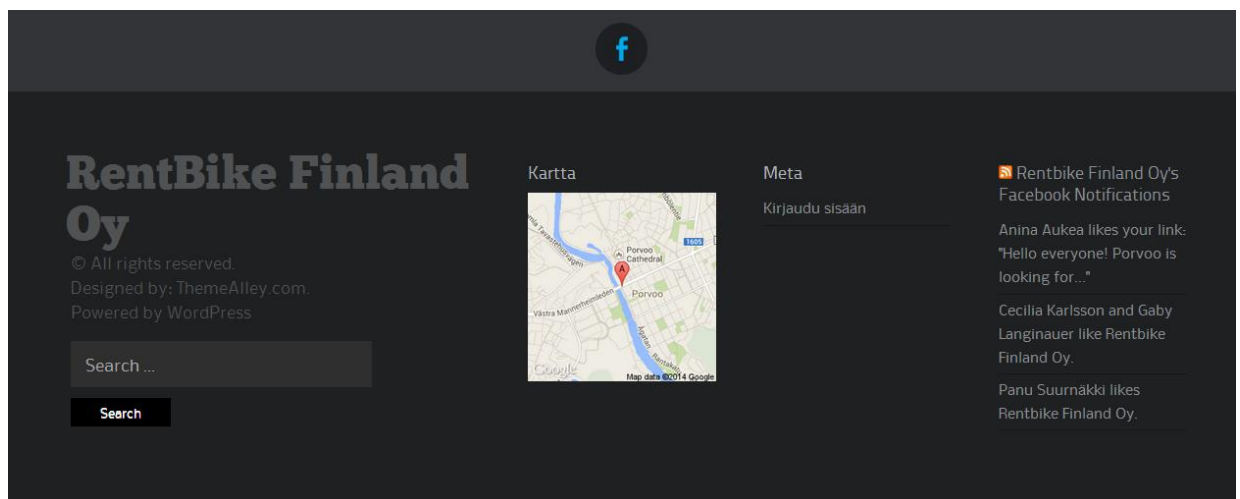 f
RentBike Finland
Oy
© All rights reserved.
Designed by: ThemeAlley.com.
Powered by WordPress
Search ...
Search
Kartta
1605
Porvoo
Cathedral
A
Porvoo
Västra Mannerheimleden
Ågatan
Google
Map data ©2014 Google
Meta
Kirjaudu sisään
Rentbike Finland Oy's
Facebook Notifications
Anina Aukea likes your link:
"Hello everyone! Porvoo is
looking for..."
Cecilia Karlsson and Gaby
Langinauer like Rentbike
Finland Oy.
Panu Suurnäkki likes
Rentbike Finland Oy.